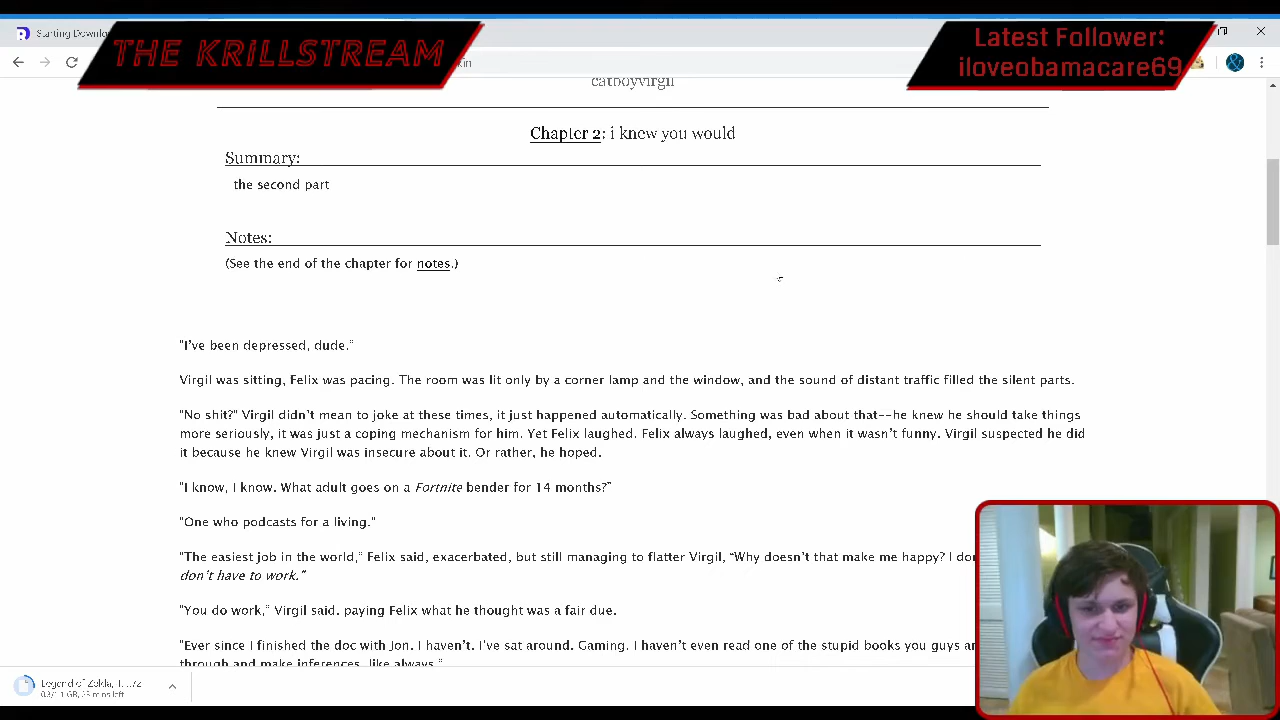 Starting Downlo
THE KRILLSTREAM
Latest Follower:
iloveobamacare69
catboyvirgil
Chapter 2: i knew you would
Summary:
the second part
Notes:
(See the end of the chapter for notes.)
"I've been depressed, dude."
Virgil was sitting, Felix was pacing. The room was lit only by a corner lamp and the window, and the sound of distant traffic filled the silent parts.
"No shit?" Virgil didn't mean to joke at these times, it just happened automatically. Something was bad about that--he knew he should take things
more seriously, it was just a coping mechanism for him. Yet Felix laughed. Felix always laughed, even when it wasn't funny. Virgil suspected he did
it because he knew Virgil was insecure about it. Or rather, he hoped.
"I know, I know. What adult goes on a Fortnite bender for 14 months?"
"One who podcasts for a living."
"The easiest job in the world," Felix said, exacerbated, but still managing to flatter Virgil. Why doesn't that make me happy? I
don't have to work."
"You do work," Virgil said, paying Felix what he thought was a fair due.
"Ever since I finished the doc with Jon, I haven't. I've sat around. Gaming. I haven't even read one of the stupid books you guys
through and make inferences, like always."
Legend of
mins left